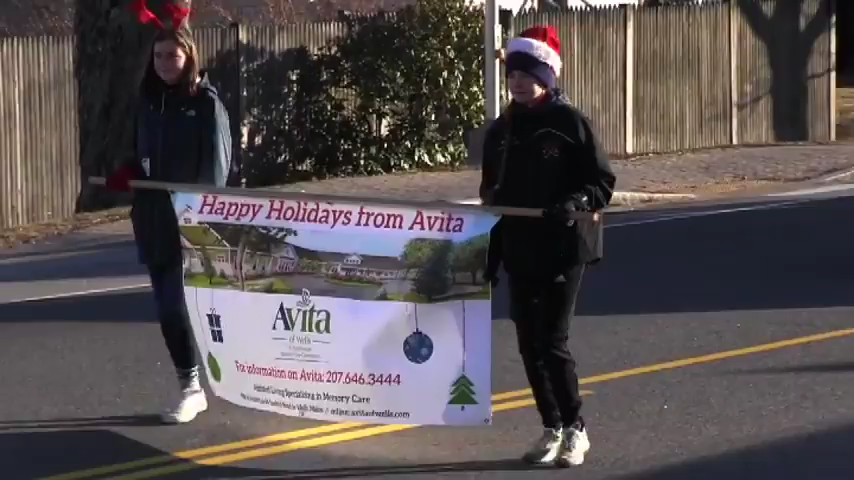 Happy Holidays from Avita
Avita
of Wells
For information on Avita: 207.646.3444
Assisted Living Specializing in Memory Care